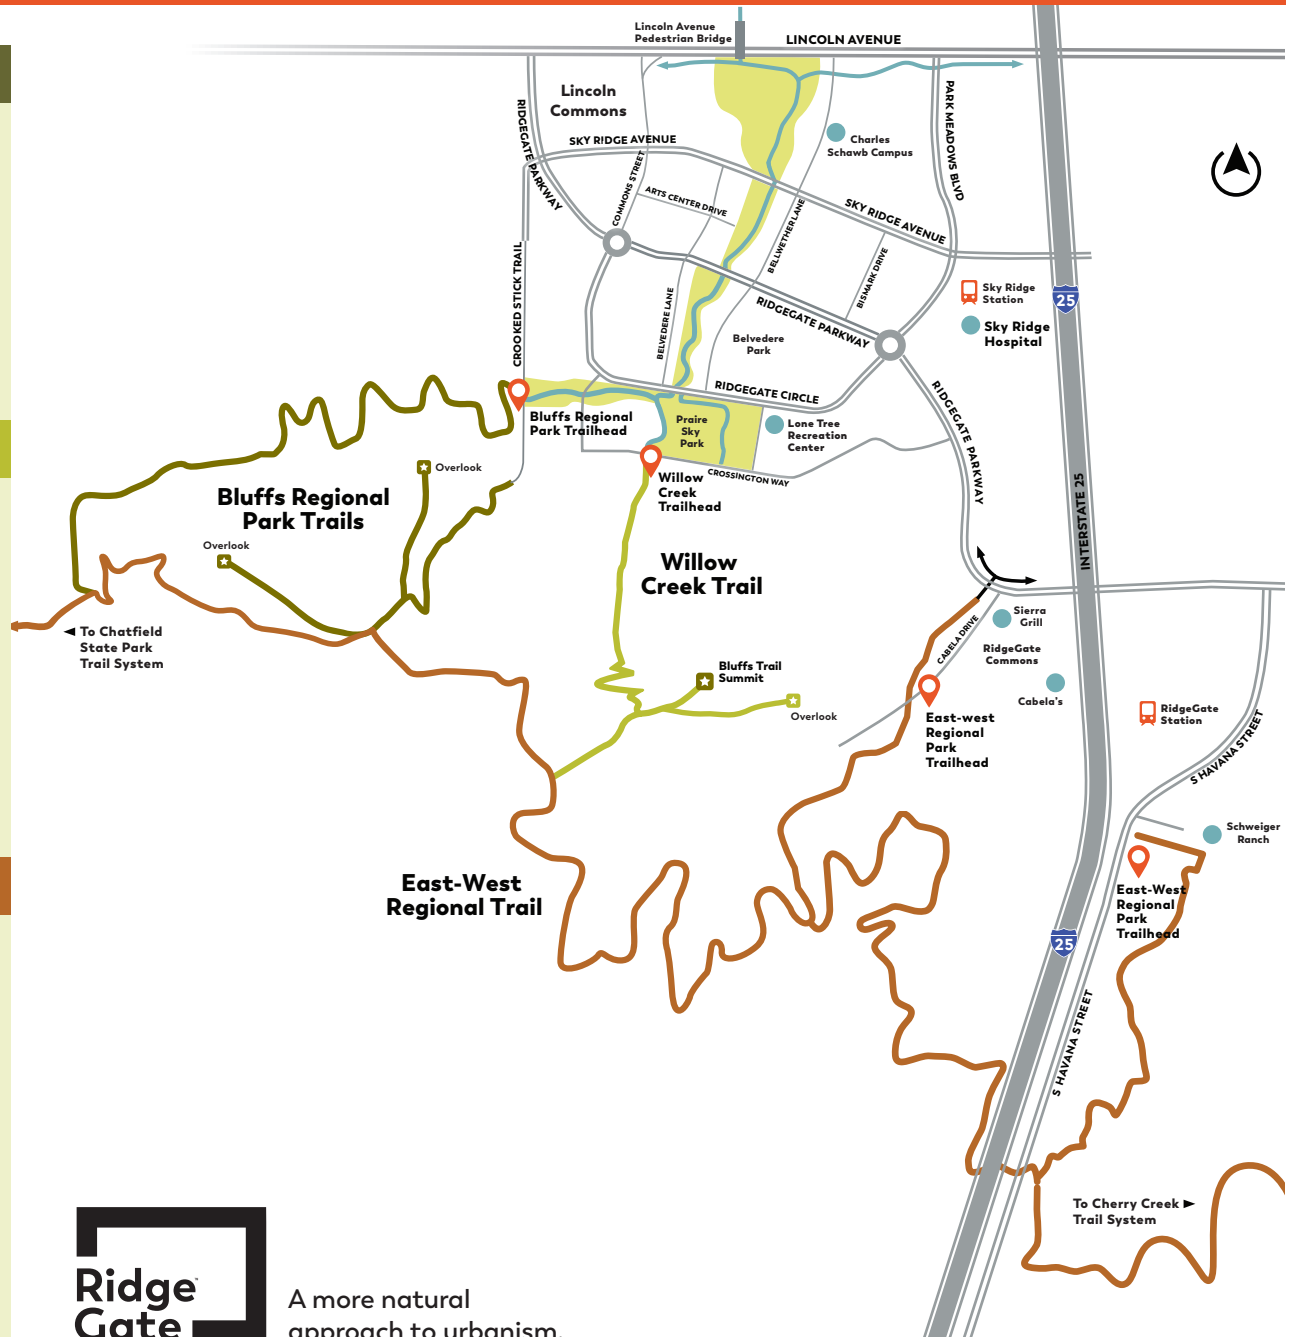 Lincoln Avenue
Pedestrian Bridge
LINCOLN AVENUE
Lincoln
Commons
RIDGEGATE PARKWAY
SKY RIDGE AVENUE
COMMONS STREET
ARTS CENTER DRIVE
Charles
Schawb Campus
PARK MEADOWS BLVD
SKY RIDGE AVENUE
BELLWETHER LANE
BISMARK DRIVE
CROOKED STICK TRAIL
BELVEDERE LANE
RIDGEGATE PARKWAY
Belvedere
Park
Sky Ridge
Station
25
Sky Ridge
Hospital
RIDGEGATE CIRCLE
RIDGEGATE PARKWAY
Bluffs Regional
Park Trailhead
Praire
Sky
Park
Lone Tree
Recreation
Center
CROSSINGTON WAY
Willow
Creek
Trailhead
Overlook
Bluffs Regional
Park Trails
Overlook
INTERSTATE 25
Willow
Creek Trail
To Chatfield
State Park
Trail System
Sierra
Grill
CABELA DRIVE
RidgeGate
Commons
Cabela's
Bluffs Trail
Summit
Overlook
East-west
Regional
Park
Trailhead
RidgeGate
Station
S HAVANA STREET
Schweiger
Ranch
East-West
Regional Trail
East-West
Regional
Park
Trailhead
25
S HAVANA STREET
To Cherry Creek
Trail System
Ridge
Gate
A more natural
approach to urbanism.